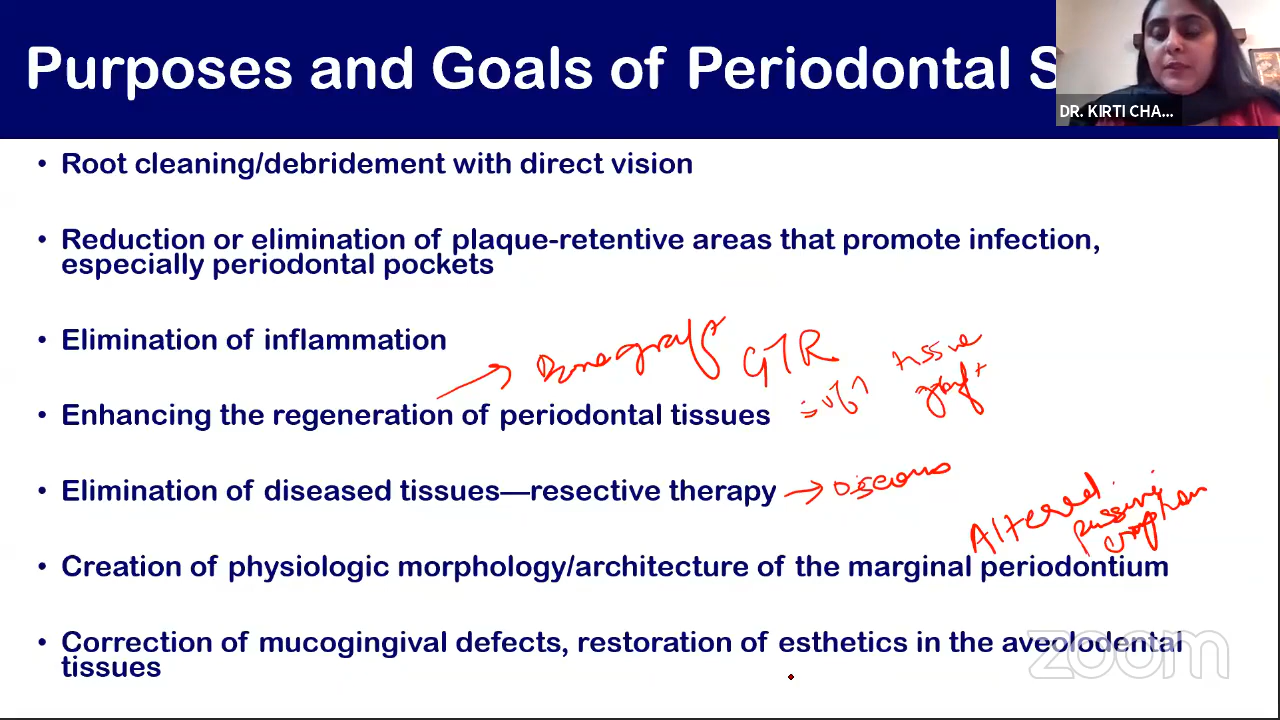 Purposes and Goals of Periodontal S
DR. KIRTI CHA...
• Root cleaning/debridement with direct vision
• Reduction or elimination of plaque-retentive areas that promote infection,
especially periodontal pockets
• Elimination of inflammation
Bonegraft GTR
tissue
graft
• Enhancing the regeneration of periodontal tissues
• Elimination of diseased tissues—resective therapy → osseous
Altered
passive
eruption
• Creation of physiologic morphology/architecture of the marginal periodontium
• Correction of mucogingival defects, restoration of esthetics in the aveolodental
tissues
zoom